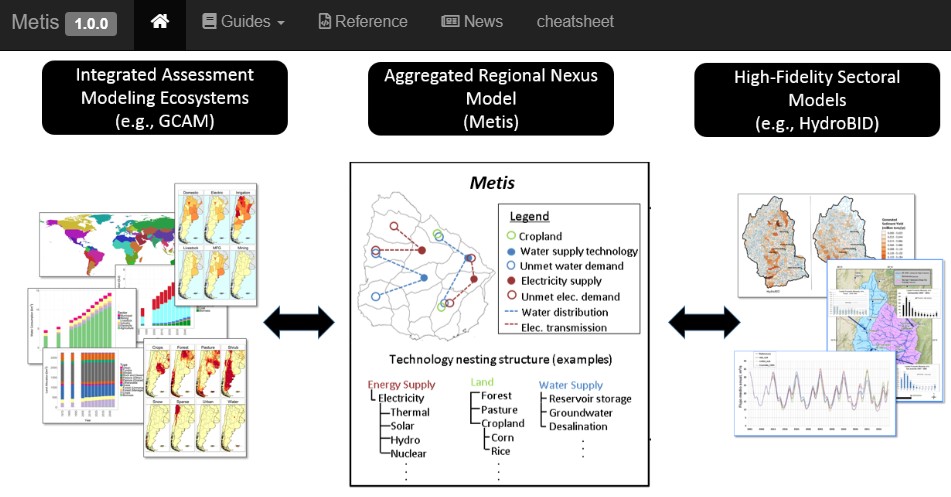 Metis 1.0.0 Guides Reference News cheatsheet
Integrated Assessment
Modeling Ecosystems
(e.g., GCAM)
Aggregated Regional Nexus
Model
(Metis)
High-Fidelity Sectoral
Models
(e.g., HydroBID)
Domestic Electric Irrigation
Livestock MFG Mining
Crops Forest Pasture Shrub
Snow Sparse Urban Water
Metis
Legend
Cropland
Water supply technology
Unmet water demand
Electricity supply
Unmet elec. demand
Water distribution
Elec. transmission
Technology nesting structure (examples)
Energy Supply
Electricity
Thermal
Solar
Hydro
Nuclear
Land
Forest
Pasture
Cropland
Corn
Rice
Water Supply
Reservoir storage
Groundwater
Desalination
HydroBID